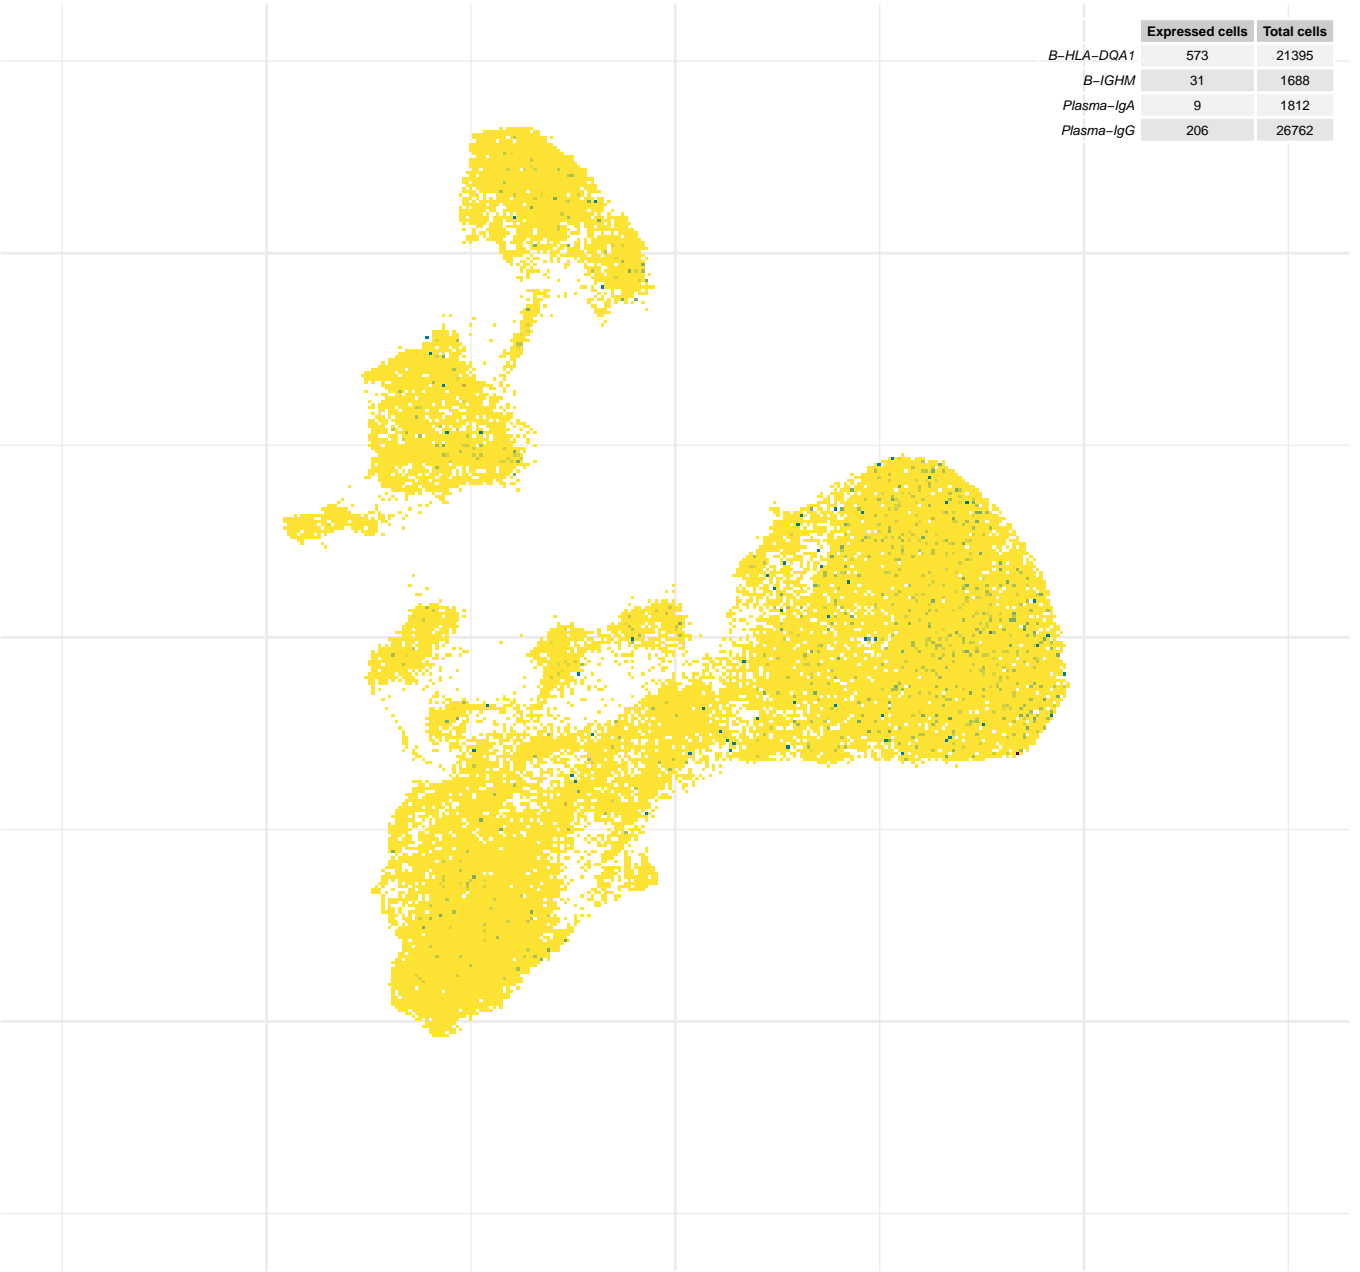 Expressed cells Total cells
B−HLA−DQA1 573 21395
B−IGHM 31 1688
Plasma−IgA 9 1812
Plasma−IgG 206 26762